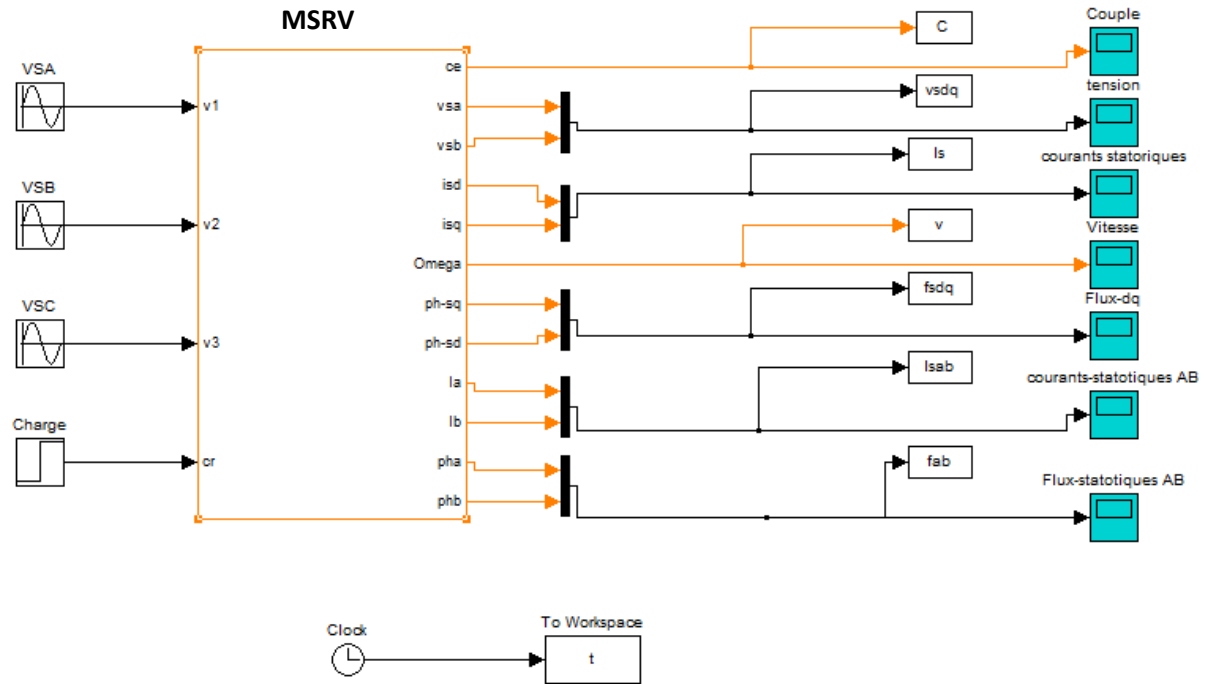 MSRV
VSA
VSB
VSC
Charge
v1
v2
v3
cr
ce
vsa
vsb
isd
isq
Omega
ph-sq
ph-sd
Ia
Ib
pha
phb
C
vsdq
Is
v
fsdq
Isab
fab
Couple
tension
courants statoriques
Vitesse
Flux-dq
courants-statotiques AB
Flux-statotiques AB
Clock
To Workspace
t